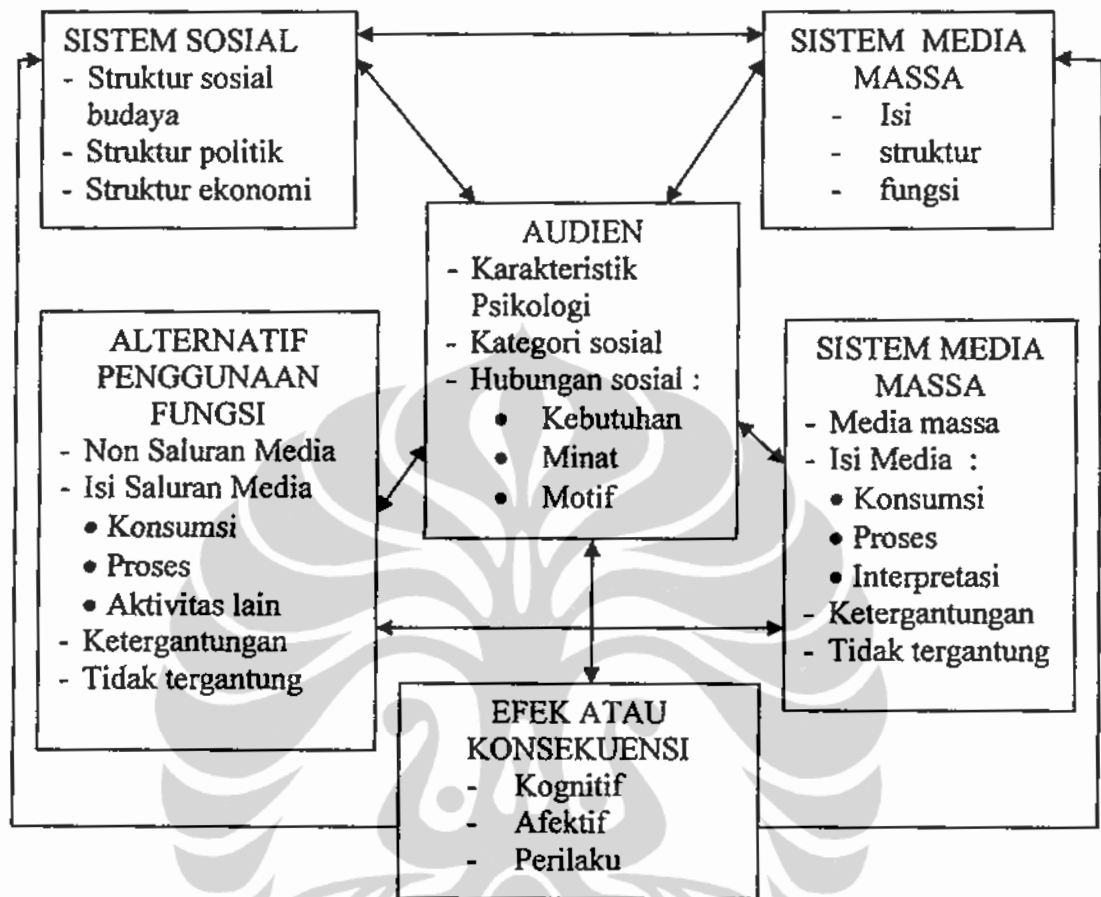 SISTEM SOSIAL
- Struktur sosial
budaya
- Struktur politik
- Struktur ekonomi
SISTEM MEDIA
MASSA
- Isi
- struktur
- fungsi
AUDIEN
- Karakteristik
Psikologi
- Kategori sosial
- Hubungan sosial :
• Kebutuhan
• Minat
• Motif
ALTERNATIF
PENGGUNAAN
FUNGSI
- Non Saluran Media
- Isi Saluran Media
• Konsumsi
• Proses
• Aktivitas lain
- Ketergantungan
- Tidak tergantung
SISTEM MEDIA
MASSA
- Media massa
- Isi Media :
• Konsumsi
• Proses
• Interpretasi
- Ketergantungan
- Tidak tergantung
EFEK ATAU
KONSEKUENSI
- Kognitif
- Afektif
- Perilaku